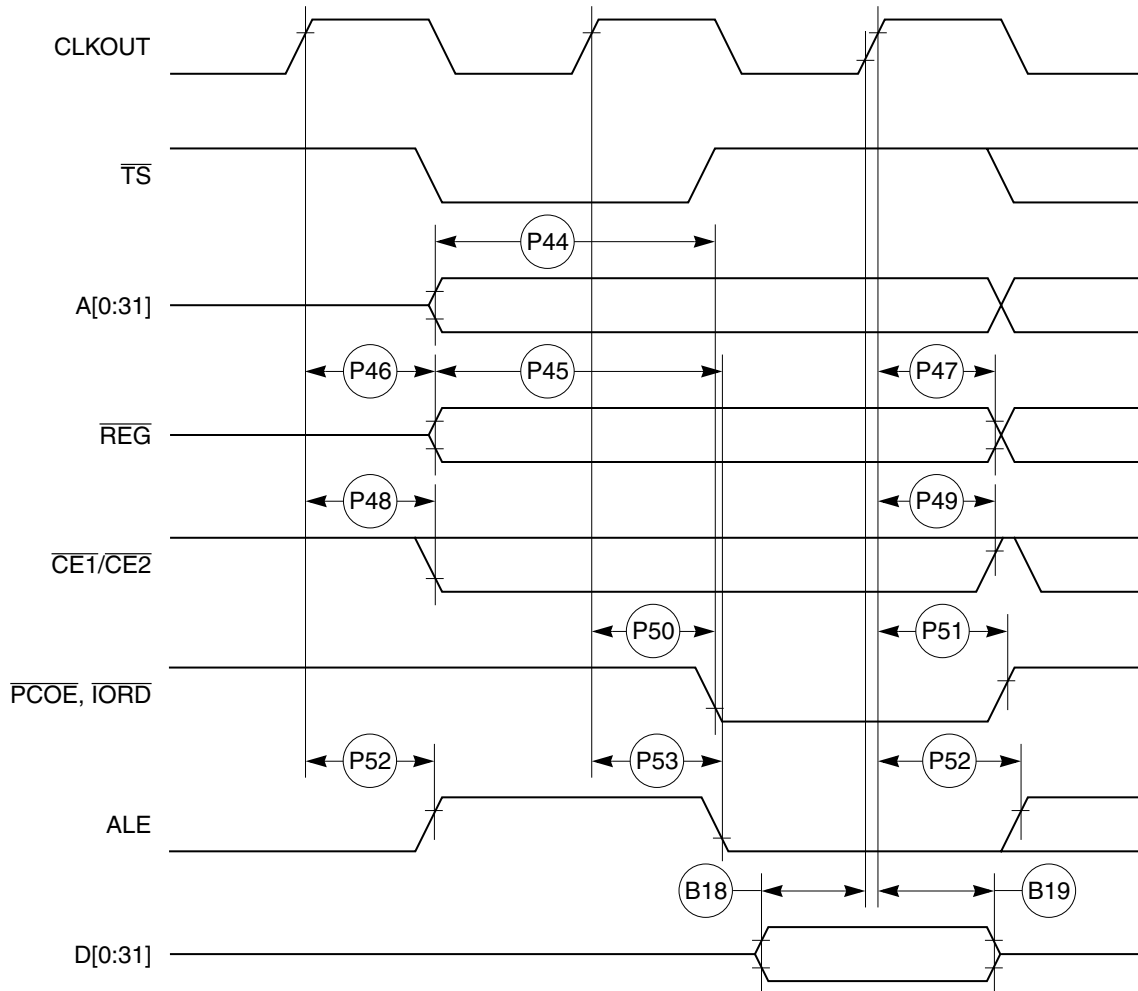 CLKOUT
TS
P44
A[0:31]
P46 P45 P47
REG
P48 P49
CE1/CE2
P50 P51
PCOE, IORD
P52 P53 P52
ALE
B18 B19
D[0:31]